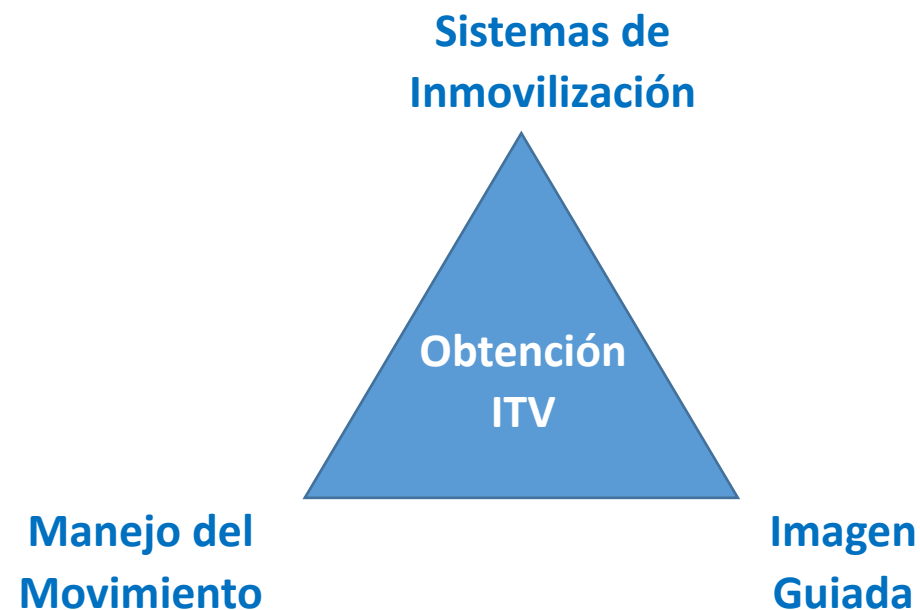 Sistemas de
Inmovilización
Obtención
ITV
Manejo del
Movimiento
Imagen
Guiada